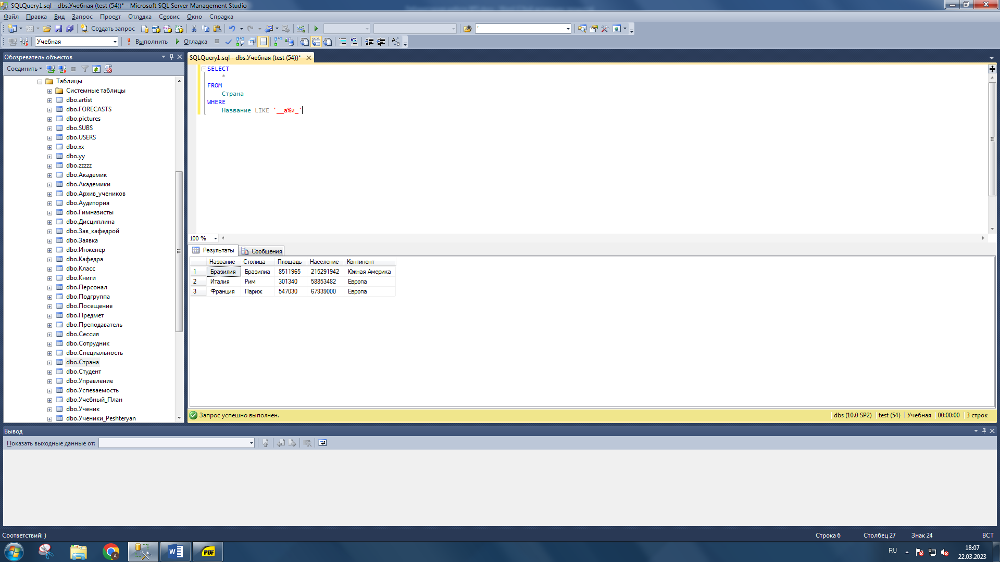 SQLQuery1.sql - dbs.Учебная (test (54))* - Microsoft SQL Server Management Studio
Файл Правка Вид Запрос Проект Отладка Сервис Окно Справка
Создать запрос
Учебная Выполнить Отладка
Обозреватель объектов
Соединить
Таблицы
Системные таблицы
dbo.artist
dbo.FORECASTS
dbo.pictures
dbo.SUBS
dbo.USERS
dbo.xx
dbo.yy
dbo.zzzzz
dbo.Академик
dbo.Академики
dbo.Архив_учеников
dbo.Аудитория
dbo.Гимназисты
dbo.Дисциплина
dbo.Зав_кафедрой
dbo.Заявка
dbo.Инженер
dbo.Кафедра
dbo.Класс
dbo.Книги
dbo.Персонал
dbo.Подгруппа
dbo.Посещение
dbo.Предмет
dbo.Преподаватель
dbo.Сессия
dbo.Сотрудник
dbo.Специальность
dbo.Страна
dbo.Студент
dbo.Управление
dbo.Успеваемость
dbo.Учебный_План
dbo.Ученик
dbo.Ученики_Peshteryan
SQLQuery1.sql - dbs.Учебная (test (54))*
SELECT
*
FROM
Страна
WHERE
Название LIKE '__а%и_'
100 %
Результаты Сообщения
Название Столица Площадь Население Континент
1 Бразилия Бразилиа 8511965 215291942 Южная Америка
2 Италия Рим 301340 58853482 Европа
3 Франция Париж 547030 67939000 Европа
Запрос успешно выполнен. dbs (10.0 SP2) test (54) Учебная 00:00:00 3 строк
Вывод
Показать выходные данные от:
Соответствий: ) Строка 6 Столбец 27 Знак 24 ВСТ
W PDF RU 18:07
22.03.2023